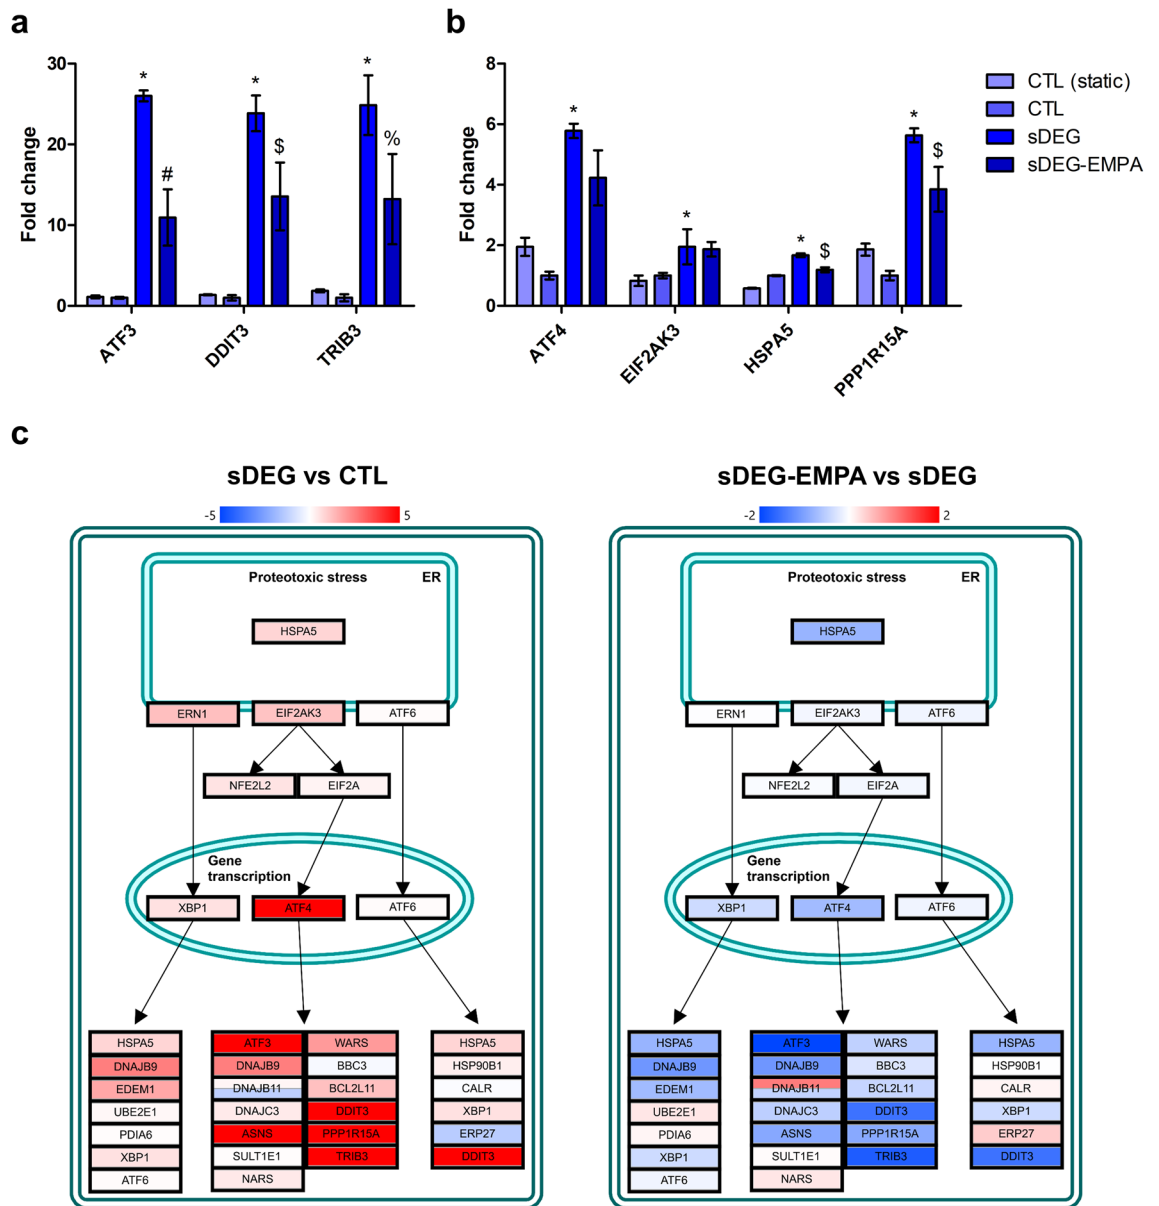 a
30
20
10
0
Fold change
*
#
*
$
*
%
ATF3
DDIT3
TRIB3
b
8
6
4
2
0
Fold change
*
*
*
$
*
$
ATF4
EIF2AK3
HSPA5
PPP1R15A
CTL (static)
CTL
sDEG
sDEG-EMPA
c
sDEG vs CTL
-5
5
Proteotoxic stress
ER
HSPA5
ERN1
EIF2AK3
ATF6
NFE2L2
EIF2A
Gene
transcription
XBP1
ATF4
ATF6
HSPA5
DNAJB9
EDEM1
UBE2E1
PDIA6
XBP1
ATF6
ATF3
DNAJB9
DNAJB11
DNAJC3
ASNS
SULT1E1
NARS
WARS
BBC3
BCL2L11
DDIT3
PPP1R15A
TRIB3
HSPA5
HSP90B1
CALR
XBP1
ERP27
DDIT3
sDEG-EMPA vs sDEG
-2
2
Proteotoxic stress
ER
HSPA5
ERN1
EIF2AK3
ATF6
NFE2L2
EIF2A
Gene
transcription
XBP1
ATF4
ATF6
HSPA5
DNAJB9
EDEM1
UBE2E1
PDIA6
XBP1
ATF6
ATF3
DNAJB9
DNAJB11
DNAJC3
ASNS
SULT1E1
NARS
WARS
BBC3
BCL2L11
DDIT3
PPP1R15A
TRIB3
HSPA5
HSP90B1
CALR
XBP1
ERP27
DDIT3